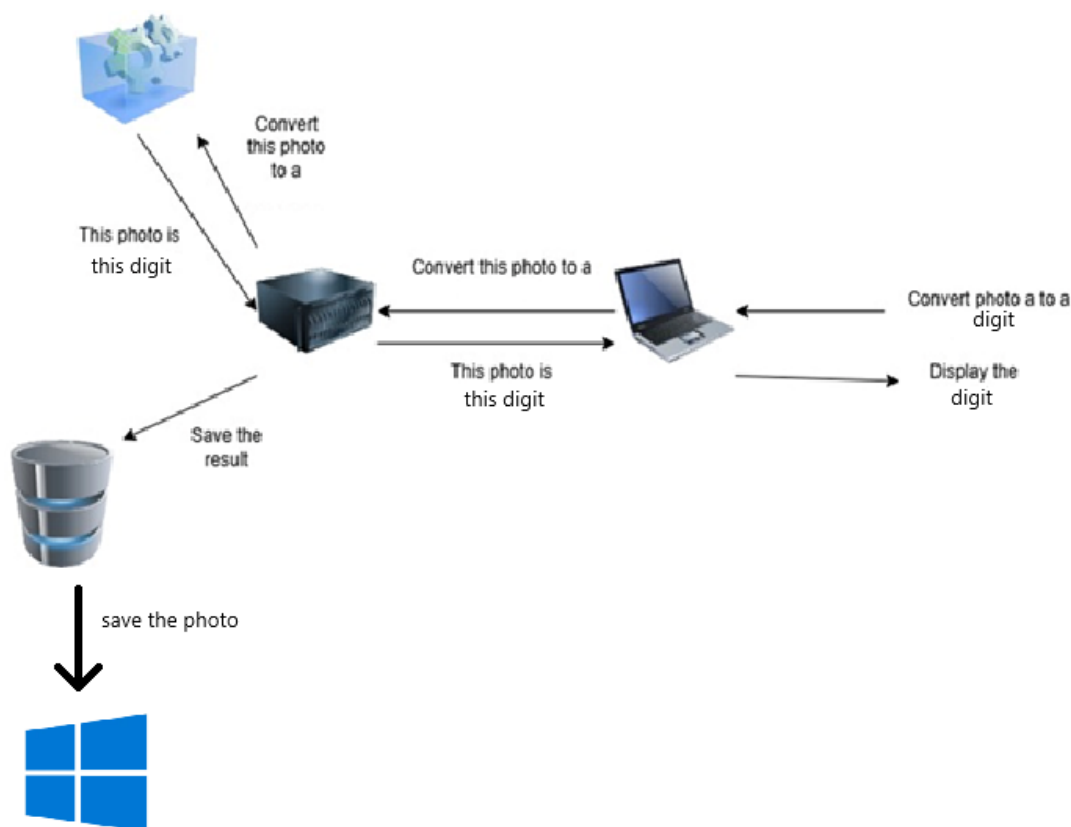 Convert
this photo
to a
This photo is
this digit
Convert this photo to a
Convert photo a to a
digit
This photo is
this digit
Display the
digit
Save the
result
save the photo